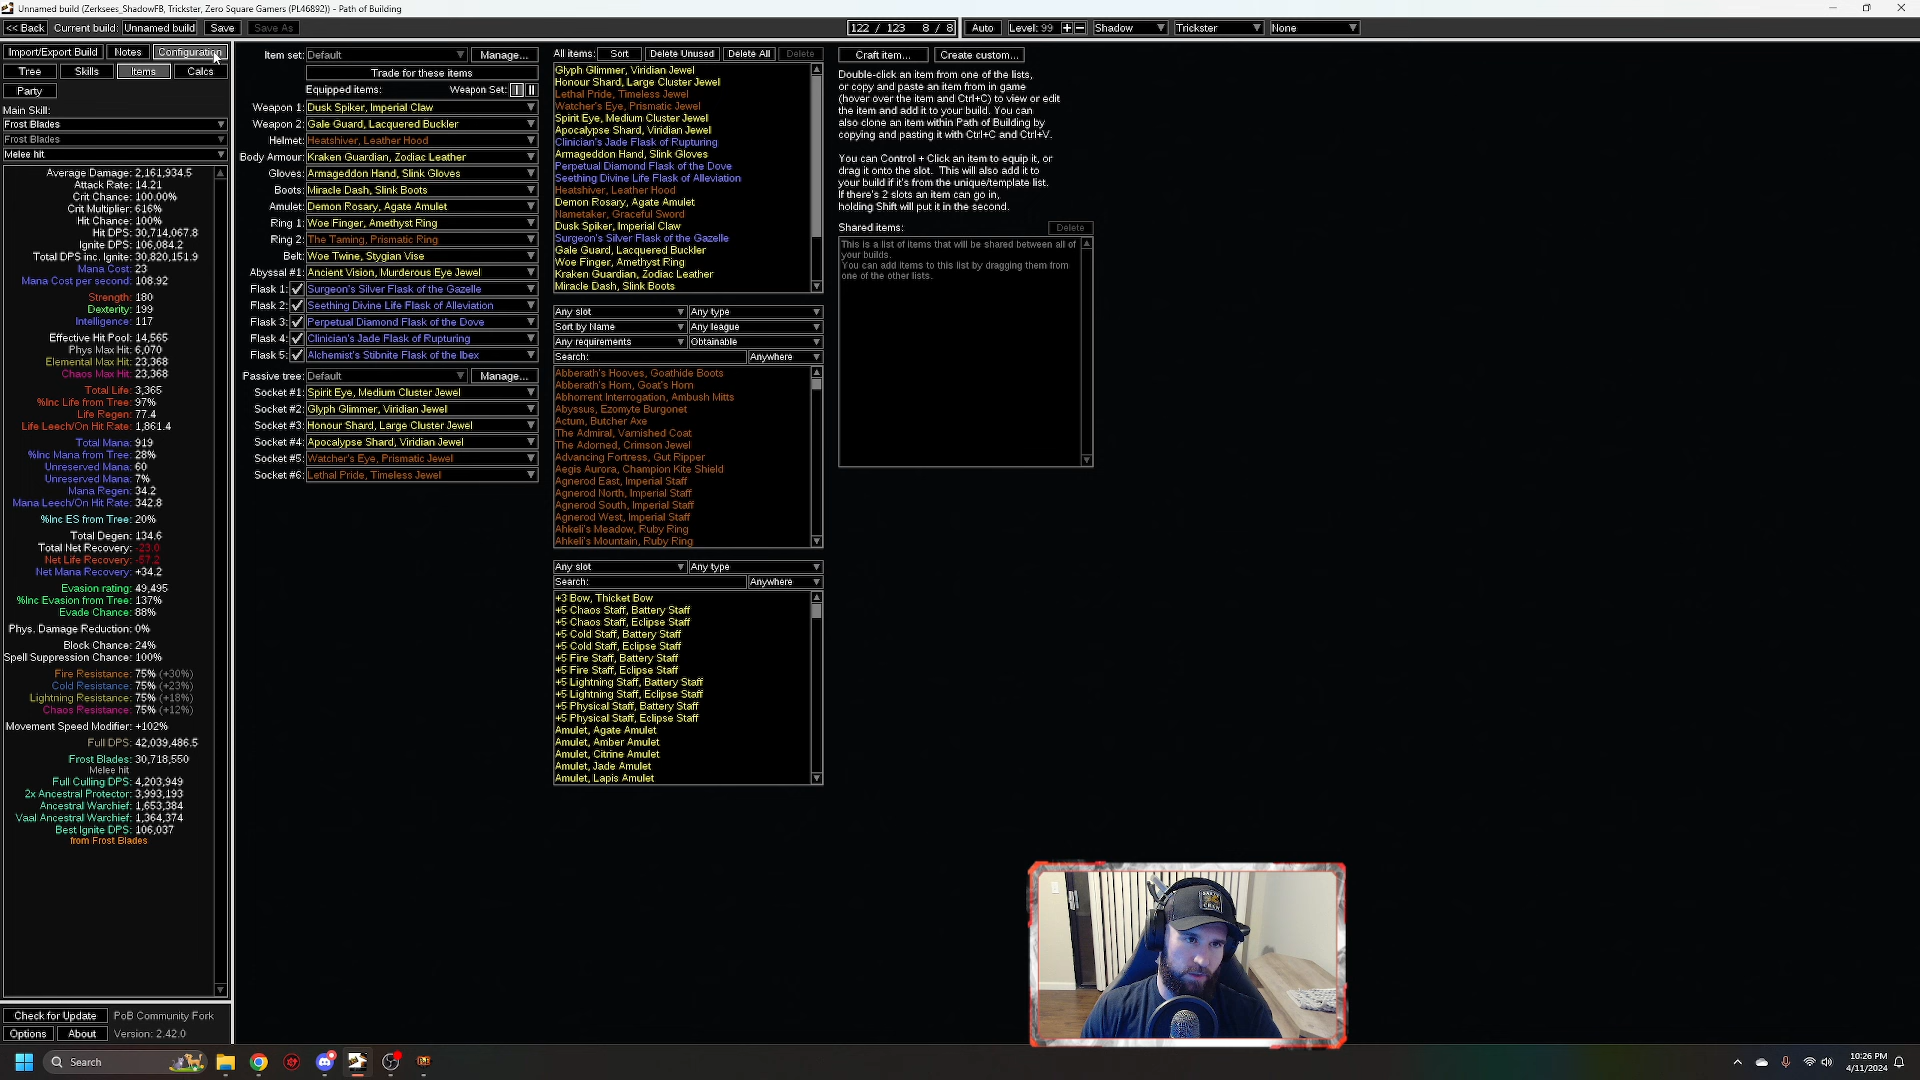 Unnamed build (Zerksees_ShadowFB, Trickster, Zero Square Gamers (PL46892)) - Path of Building
<< Back Current build: Unnamed build Save Save As 122 / 123 8 / 8 Auto Level: 99 + - Shadow Trickster None
Import/Export Build Notes Configuration
Tree Skills Items Calcs
Party
Main Skill:
Frost Blades
Frost Blades
Melee hit
Average Damage: 2,161,934.5
Attack Rate: 14.21
Crit Chance: 100.00%
Crit Multiplier: 616%
Hit Chance: 100%
Hit DPS: 30,714,067.8
Ignite DPS: 106,084.2
Total DPS inc. Ignite: 30,820,151.9
Mana Cost: 23
Mana Cost per second: 108.92
Strength: 180
Dexterity: 199
Intelligence: 117
Effective Hit Pool: 14,565
Phys Max Hit: 6,070
Elemental Max Hit: 23,368
Chaos Max Hit: 23,368
Total Life: 3,365
%Inc Life from Tree: 97%
Life Regen: 77.4
Life Leech/On Hit Rate: 1,861.4
Total Mana: 919
%Inc Mana from Tree: 28%
Unreserved Mana: 60
Unreserved Mana: 7%
Mana Regen: 34.2
Mana Leech/On Hit Rate: 342.8
%Inc ES from Tree: 20%
Total Degen: 134.6
Total Net Recovery: -23.0
Net Life Recovery: -57.2
Net Mana Recovery: +34.2
Evasion rating: 49,495
%Inc Evasion from Tree: 137%
Evade Chance: 88%
Phys. Damage Reduction: 0%
Block Chance: 24%
Spell Suppression Chance: 100%
Fire Resistance: 75% (+30%)
Cold Resistance: 75% (+23%)
Lightning Resistance: 75% (+18%)
Chaos Resistance: 75% (+12%)
Movement Speed Modifier: +102%
Full DPS: 42,039,486.5
Frost Blades: 30,718,550
Melee hit
Full Culling DPS: 4,203,949
2x Ancestral Protector: 3,993,193
Ancestral Warchief: 1,653,384
Vaal Ancestral Warchief: 1,364,374
Best Ignite DPS: 106,037
from Frost Blades
Check for Update PoB Community Fork
Options About Version: 2.42.0
Item set: Default Manage...
Trade for these items
Equipped items: Weapon Set: I II
Weapon 1: Dusk Spiker, Imperial Claw
Weapon 2: Gale Guard, Lacquered Buckler
Helmet: Heatshiver, Leather Hood
Body Armour: Kraken Guardian, Zodiac Leather
Gloves: Armageddon Hand, Slink Gloves
Boots: Miracle Dash, Slink Boots
Amulet: Demon Rosary, Agate Amulet
Ring 1: Woe Finger, Amethyst Ring
Ring 2: The Taming, Prismatic Ring
Belt: Woe Twine, Stygian Vise
Abyssal #1: Ancient Vision, Murderous Eye Jewel
Flask 1: Surgeon's Silver Flask of the Gazelle
Flask 2: Seething Divine Life Flask of Alleviation
Flask 3: Perpetual Diamond Flask of the Dove
Flask 4: Clinician's Jade Flask of Rupturing
Flask 5: Alchemist's Stibnite Flask of the Ibex
Passive tree: Default Manage...
Socket #1: Spirit Eye, Medium Cluster Jewel
Socket #2: Glyph Glimmer, Viridian Jewel
Socket #3: Honour Shard, Large Cluster Jewel
Socket #4: Apocalypse Shard, Viridian Jewel
Socket #5: Watcher's Eye, Prismatic Jewel
Socket #6: Lethal Pride, Timeless Jewel
All items: Sort Delete Unused Delete All Delete
Glyph Glimmer, Viridian Jewel
Honour Shard, Large Cluster Jewel
Lethal Pride, Timeless Jewel
Watcher's Eye, Prismatic Jewel
Spirit Eye, Medium Cluster Jewel
Apocalypse Shard, Viridian Jewel
Clinician's Jade Flask of Rupturing
Armageddon Hand, Slink Gloves
Perpetual Diamond Flask of the Dove
Seething Divine Life Flask of Alleviation
Heatshiver, Leather Hood
Demon Rosary, Agate Amulet
Nametaker, Graceful Sword
Dusk Spiker, Imperial Claw
Surgeon's Silver Flask of the Gazelle
Gale Guard, Lacquered Buckler
Woe Finger, Amethyst Ring
Kraken Guardian, Zodiac Leather
Miracle Dash, Slink Boots
Any slot Any type
Sort by Name Any league
Any requirements Obtainable
Search: Anywhere
Abberath's Hooves, Goathide Boots
Abberath's Horn, Goat's Horn
Abhorrent Interrogation, Ambush Mitts
Abyssus, Ezomyte Burgonet
Actum, Butcher Axe
The Admiral, Varnished Coat
The Adorned, Crimson Jewel
Advancing Fortress, Gut Ripper
Aegis Aurora, Champion Kite Shield
Agnerod East, Imperial Staff
Agnerod North, Imperial Staff
Agnerod South, Imperial Staff
Agnerod West, Imperial Staff
Ahkeli's Meadow, Ruby Ring
Ahkeli's Mountain, Ruby Ring
Any slot Any type
Search: Anywhere
+3 Bow, Thicket Bow
+5 Chaos Staff, Battery Staff
+5 Chaos Staff, Eclipse Staff
+5 Cold Staff, Battery Staff
+5 Cold Staff, Eclipse Staff
+5 Fire Staff, Battery Staff
+5 Fire Staff, Eclipse Staff
+5 Lightning Staff, Battery Staff
+5 Lightning Staff, Eclipse Staff
+5 Physical Staff, Battery Staff
+5 Physical Staff, Eclipse Staff
Amulet, Agate Amulet
Amulet, Amber Amulet
Amulet, Citrine Amulet
Amulet, Jade Amulet
Amulet, Lapis Amulet
Craft item... Create custom...
Double-click an item from one of the lists,
or copy and paste an item from in game
(hover over the item and Ctrl+C) to view or edit
the item and add it to your build. You can
also clone an item within Path of Building by
copying and pasting it with Ctrl+C and Ctrl+V.
You can Control + Click an item to equip it, or
drag it onto the slot. This will also add it to
your build if it's from the unique/template list.
If there's 2 slots an item can go in,
holding Shift will put it in the second.
Shared items: Delete
This is a list of items that will be shared between all of
your builds.
You can add items to this list by dragging them from
one of the other lists.
Search
10:26 PM
4/11/2024